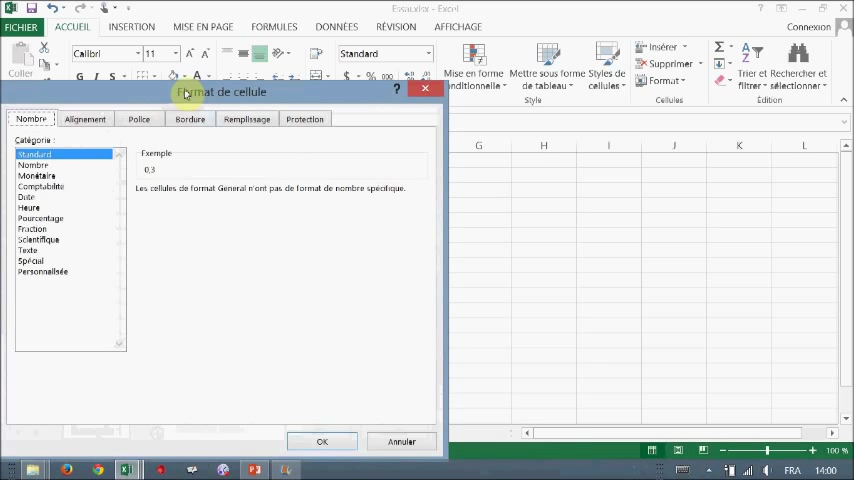 Essau.xlsx - Excel
FICHIER ACCUEIL INSERTION MISE EN PAGE FORMULES DONNÉES RÉVISION AFFICHAGE Connexion
Calibri 11 Standard
Coller
G
Mise en forme conditionnelle
Mettre sous forme de tableau
Styles de cellules
Insérer
Supprimer
Format
Trier et filtrer
Rechercher et sélectionner
Style Édition
Format de cellule
Nombre Alignement Police Bordure Remplissage Protection
Catégorie :
Standard
Nombre
Monétaire
Comptabilité
Date
Heure
Pourcentage
Fraction
Scientifique
Texte
Spécial
Personnalisée
Exemple
0,3
Les cellules de format Général n'ont pas de format de nombre spécifique.
OK Annuler
G H I J K L
100 %
FRA 14:00